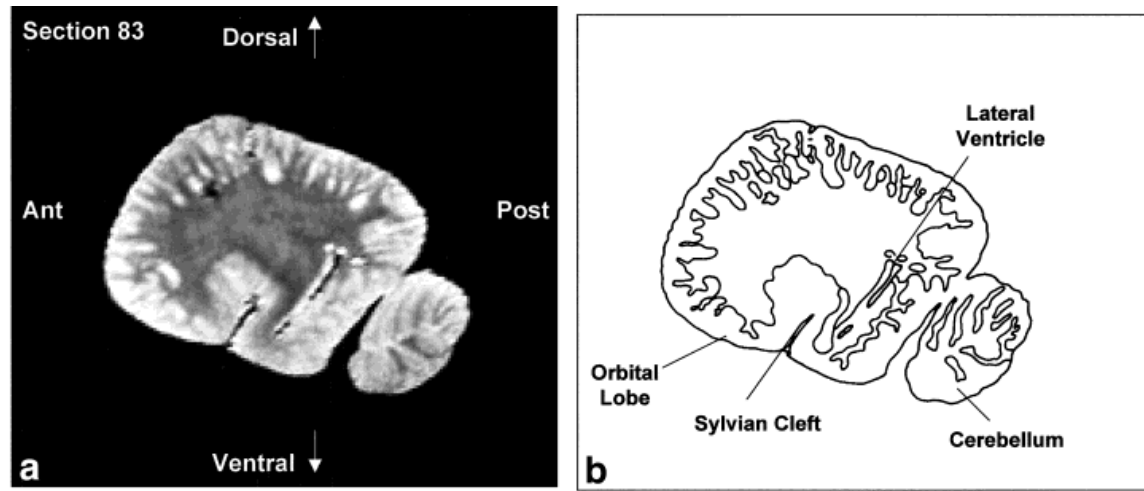 Section 83
Dorsal
Ant
Post
Ventral
a
Lateral
Ventricle
Orbital
Lobe
Sylvian Cleft
Cerebellum
b